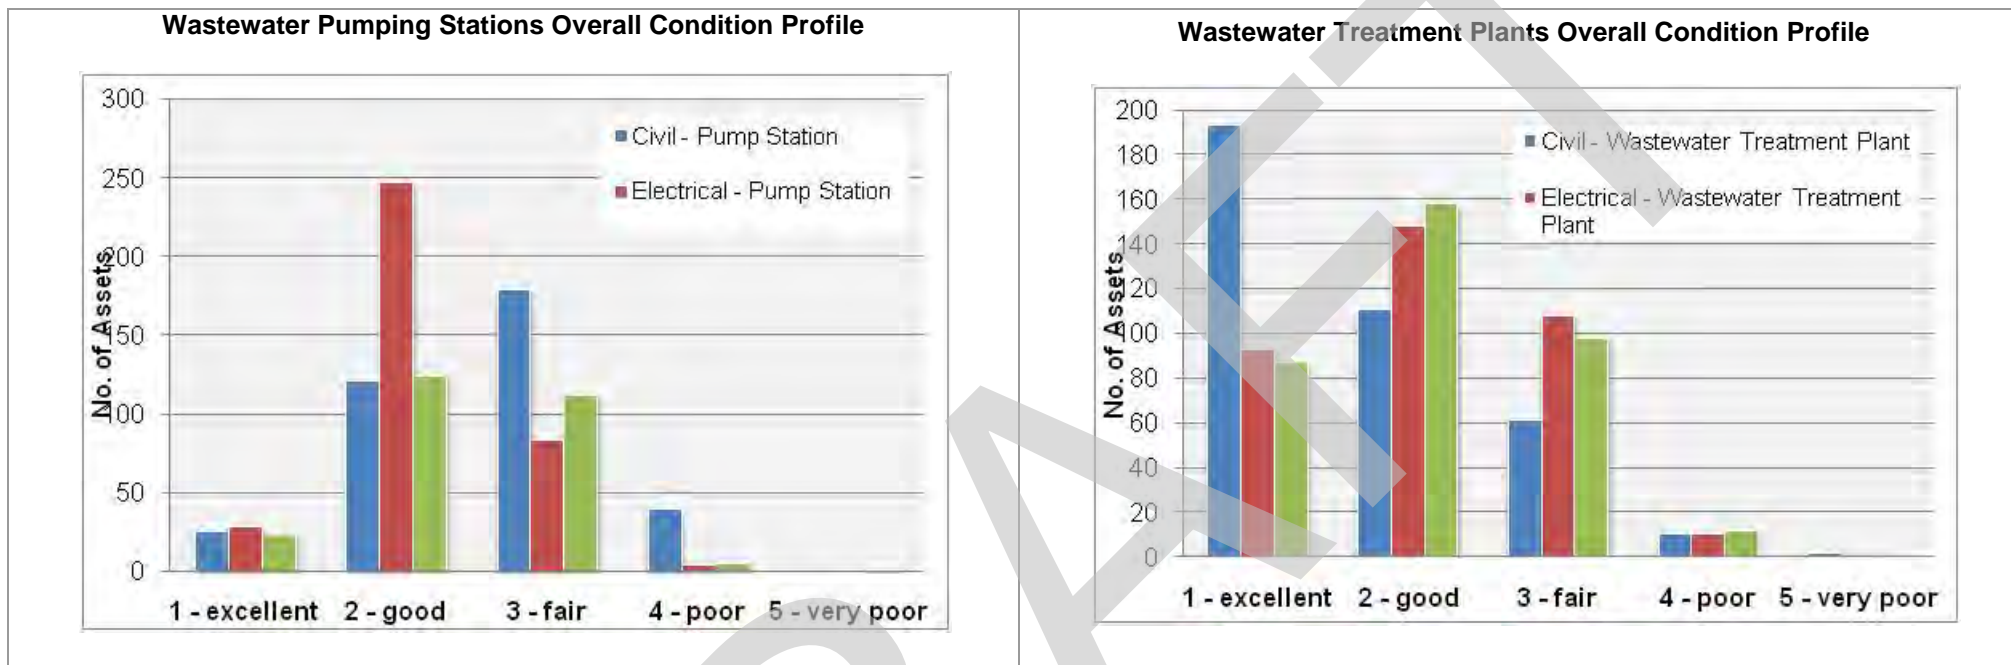 Wastewater Pumping Stations Overall Condition Profile
300
250
200
150
100
50
0
No. of Assets
Civil - Pump Station
Electrical - Pump Station
1 - excellent 2 - good 3 - fair 4 - poor 5 - very poor
Wastewater Treatment Plants Overall Condition Profile
200
180
160
140
120
100
80
60
40
20
0
No. of Assets
Civil - Wastewater Treatment Plant
Electrical - Wastewater Treatment
Plant
1 - excellent 2 - good 3 - fair 4 - poor 5 - very poor